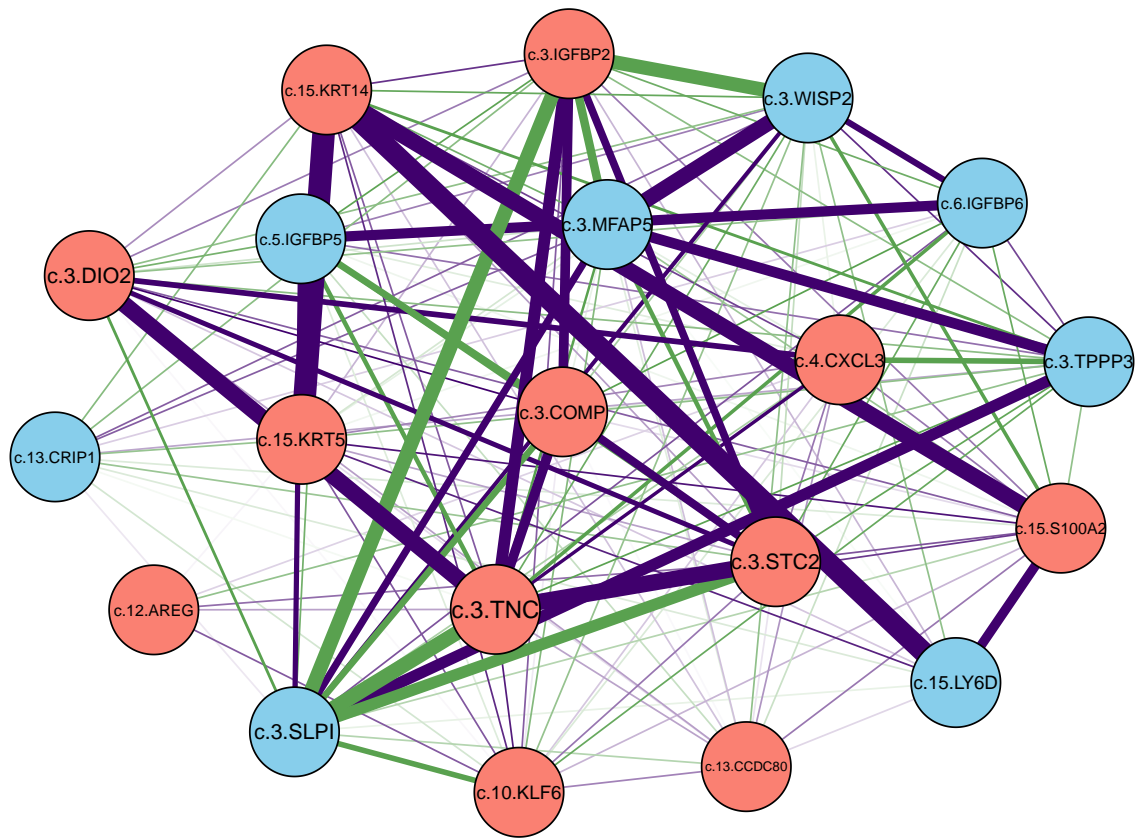 c.3.IGFBP2
c.15.KRT14
c.3.WISP2
c.6.IGFBP6
c.3.MFAP5
c.5.IGFBP5
c.3.DIO2
c.4.CXCL3
c.3.TPPP3
c.3.COMP
c.15.KRT5
c.13.CRIP1
c.15.S100A2
c.3.STC2
c.3.TNC
c.12.AREG
c.15.LY6D
c.3.SLPI
c.13.CCDC80
c.10.KLF6